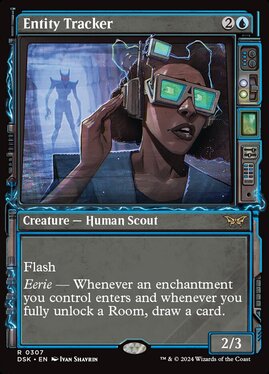 Entity Tracker 2
Creature — Human Scout
Flash
Eerie — Whenever an enchantment
you control enters and whenever you
fully unlock a Room, draw a card.
2/3
R 0307
DSK • EN Ivan Shavrin
™ & © 2024 Wizards of the Coast